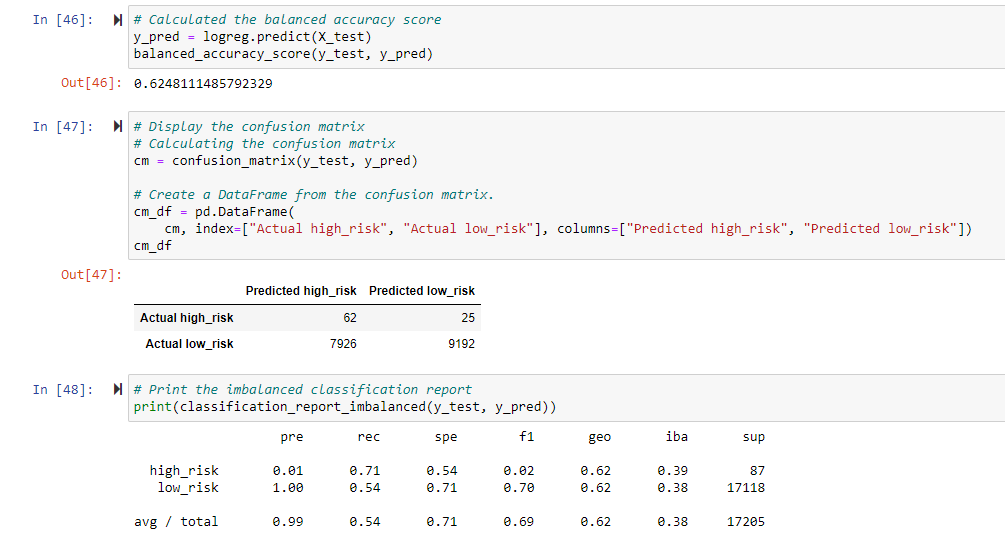 In [46]: # Calculated the balanced accuracy score
y_pred = logreg.predict(X_test)
balanced_accuracy_score(y_test, y_pred)
Out[46]: 0.6248111485792329
In [47]: # Display the confusion matrix
# Calculating the confusion matrix
cm = confusion_matrix(y_test, y_pred)
# Create a DataFrame from the confusion matrix.
cm_df = pd.DataFrame(
cm, index=["Actual high_risk", "Actual low_risk"], columns=["Predicted high_risk", "Predicted low_risk"])
cm_df
Out[47]:
Predicted high_risk Predicted low_risk
Actual high_risk 62 25
Actual low_risk 7926 9192
In [48]: # Print the imbalanced classification report
print(classification_report_imbalanced(y_test, y_pred))
pre rec spe f1 geo iba sup
high_risk 0.01 0.71 0.54 0.02 0.62 0.39 87
low_risk 1.00 0.54 0.71 0.70 0.62 0.38 17118
avg / total 0.99 0.54 0.71 0.69 0.62 0.38 17205